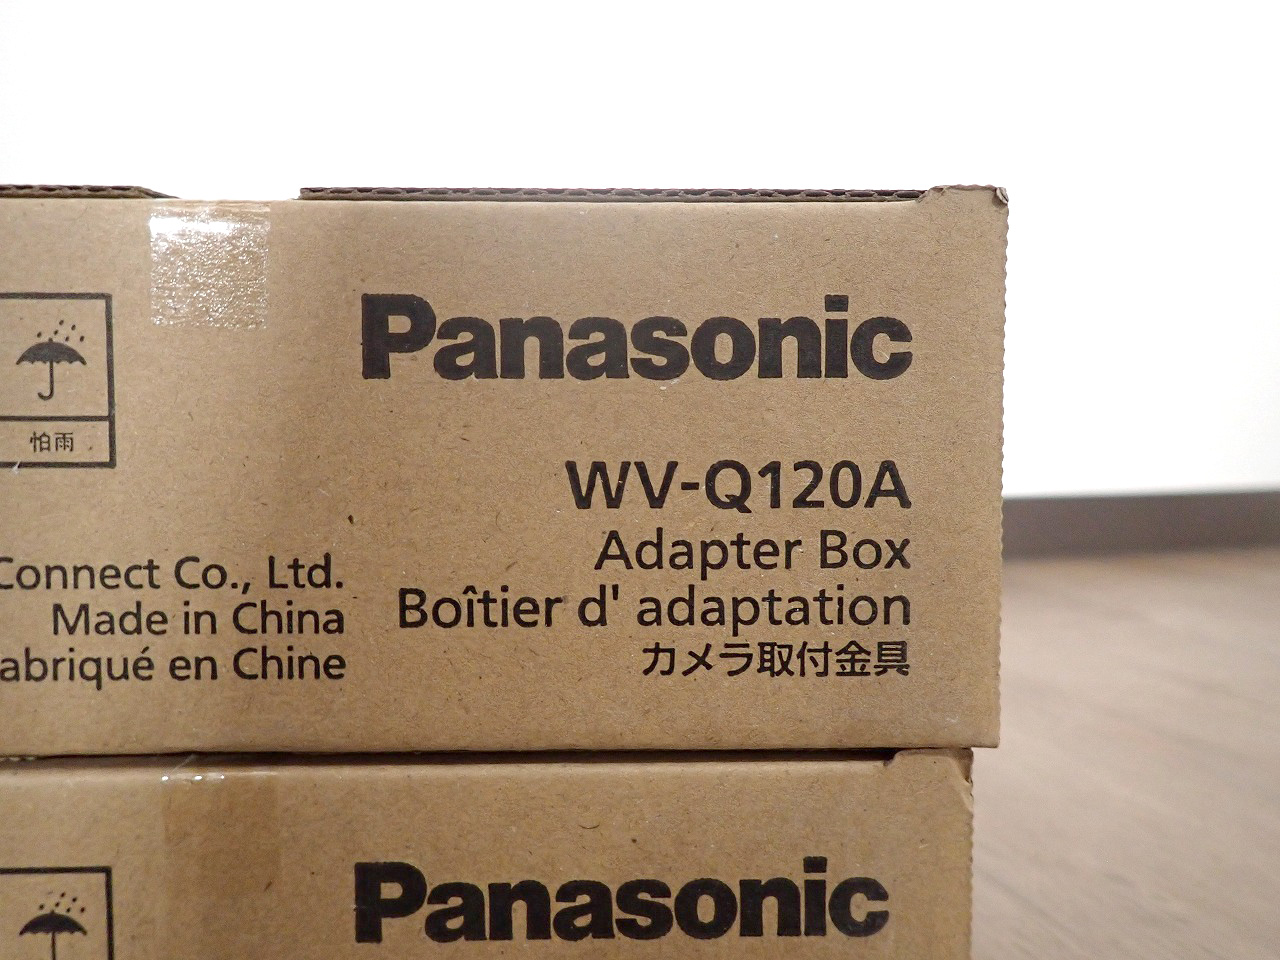 Panasonic
怕雨
WV-Q120A
Adapter Box
Boîtier d' adaptation
カメラ取付金具
Connect Co., Ltd.
Made in China
abriqué en Chine
Panasonic